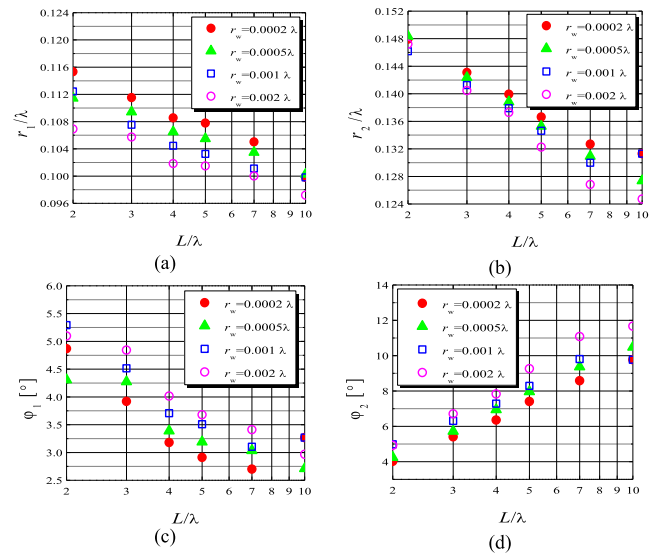 0.124
0.120
0.116
0.112
0.108
0.104
0.100
0.096
r1/λ
rw=0.0002 λ
rw=0.0005λ
rw=0.001 λ
rw=0.002 λ
2 3 4 5 6 7 8 9 10
L/λ
(a)
0.152
0.148
0.144
0.140
0.136
0.132
0.128
0.124
r2/λ
rw=0.0002 λ
rw=0.0005λ
rw=0.001 λ
rw=0.002 λ
2 3 4 5 6 7 8 9 10
L/λ
(b)
6.0
5.5
5.0
4.5
4.0
3.5
3.0
2.5
φ1 [°]
rw=0.0002 λ
rw=0.0005λ
rw=0.001 λ
rw=0.002 λ
2 3 4 5 6 7 8 9 10
L/λ
(c)
14
12
10
8
6
4
φ2 [°]
rw=0.0002 λ
rw=0.0005λ
rw=0.001 λ
rw=0.002 λ
2 3 4 5 6 7 8 9 10
L/λ
(d)